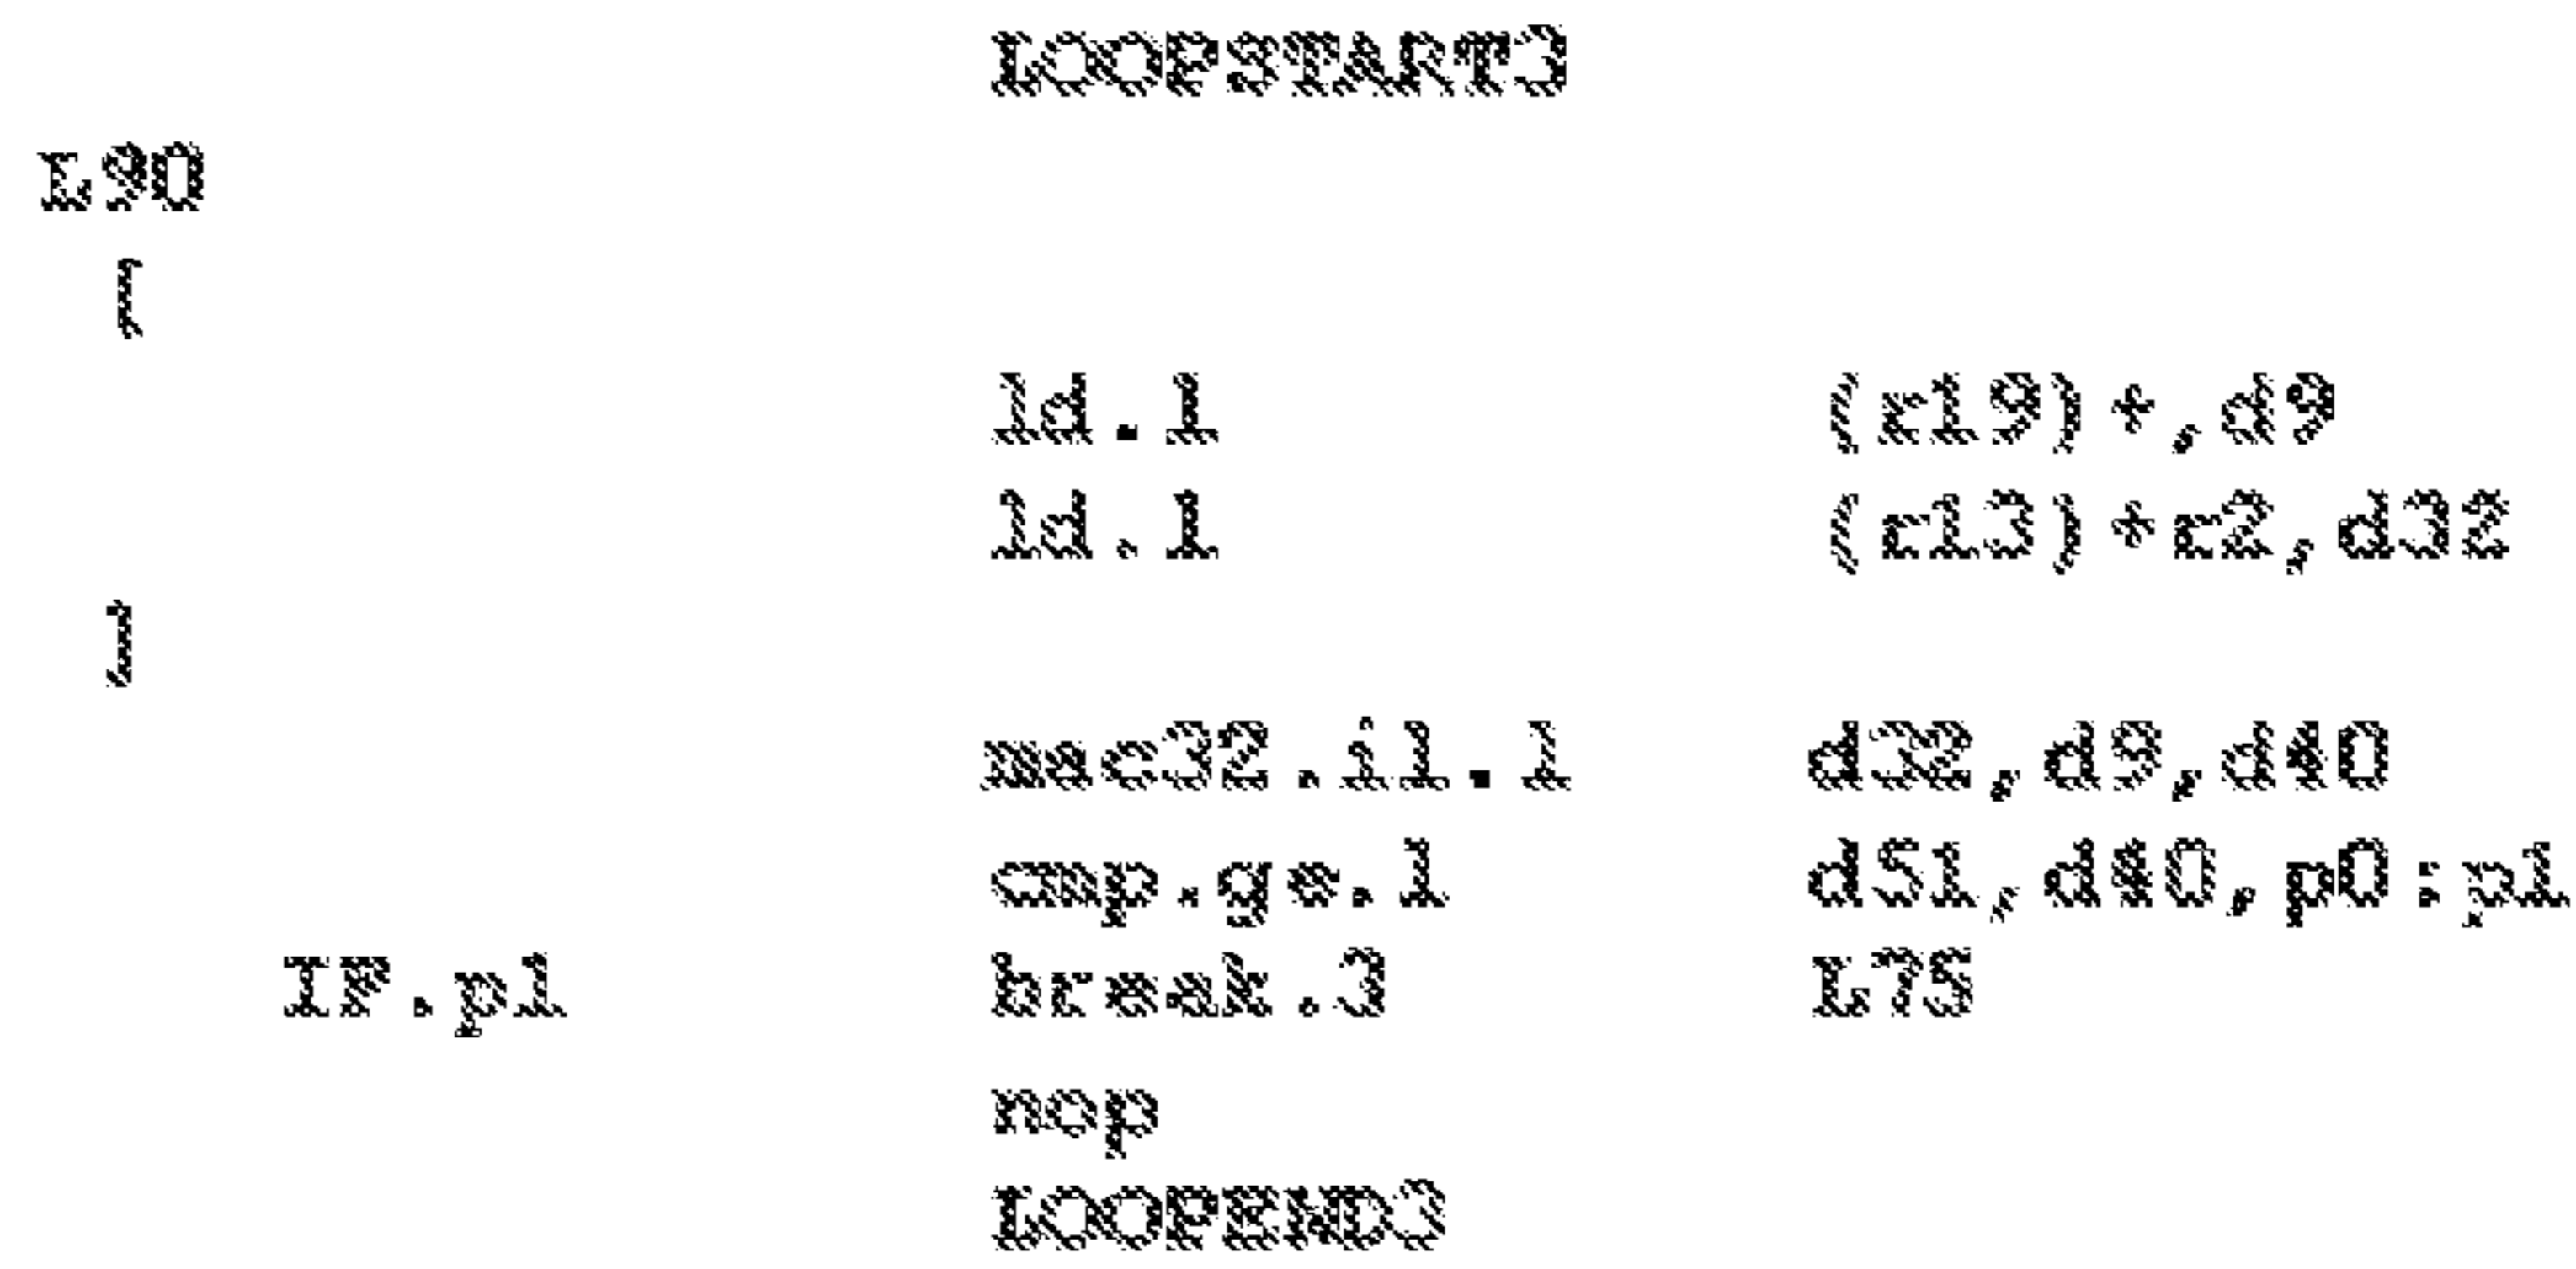 LOOPSTART3
L90
[
ld.l (r19)+,d9
ld.l (r13)+r2,d32
]
mac32.il.l d32,d9,d40
cmp.ge.l d51,d40,p0:p1
IF.p1 break.3 L75
nop
LOOPEND3